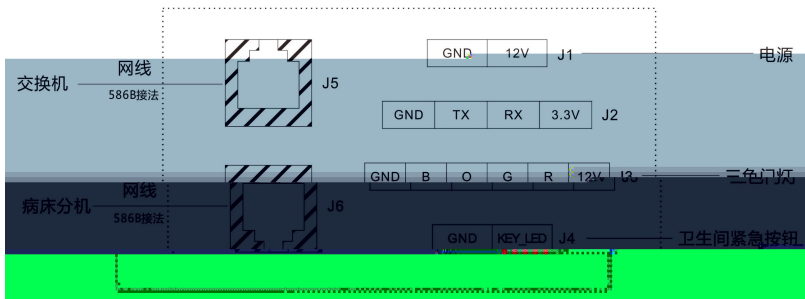 GND 12V J1 电源
交换机 网线 586B接法 J5
GND TX RX 3.3V J2
GND B O G R 12V J3 三色门灯
病床分机 网线 586B接法 J6
GND KEY_LED J4 卫生间紧急按钮